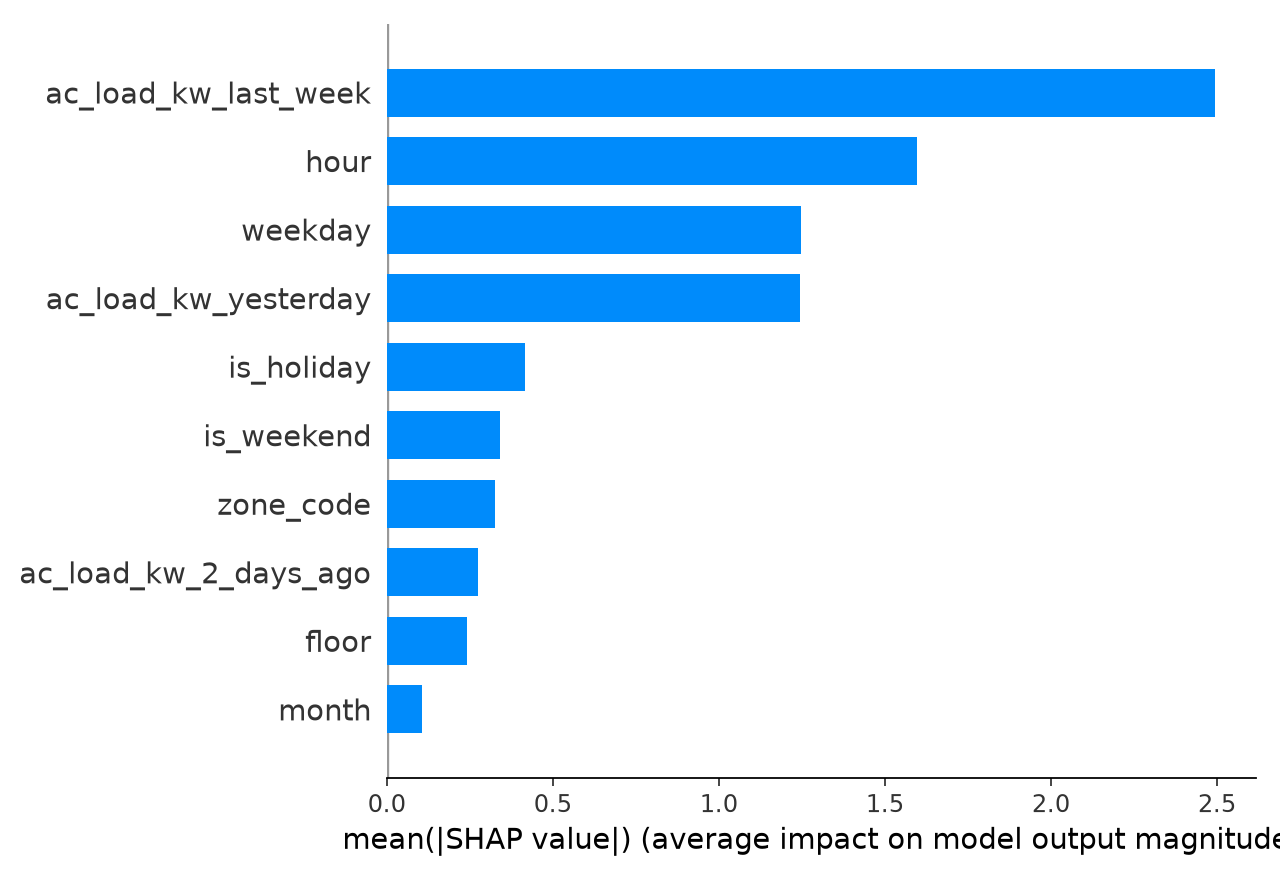 ac_load_kw_last_week
hour
weekday
ac_load_kw_yesterday
is_holiday
is_weekend
zone_code
ac_load_kw_2_days_ago
floor
month
0.0 0.5 1.0 1.5 2.0 2.5
mean(|SHAP value|) (average impact on model output magnitude